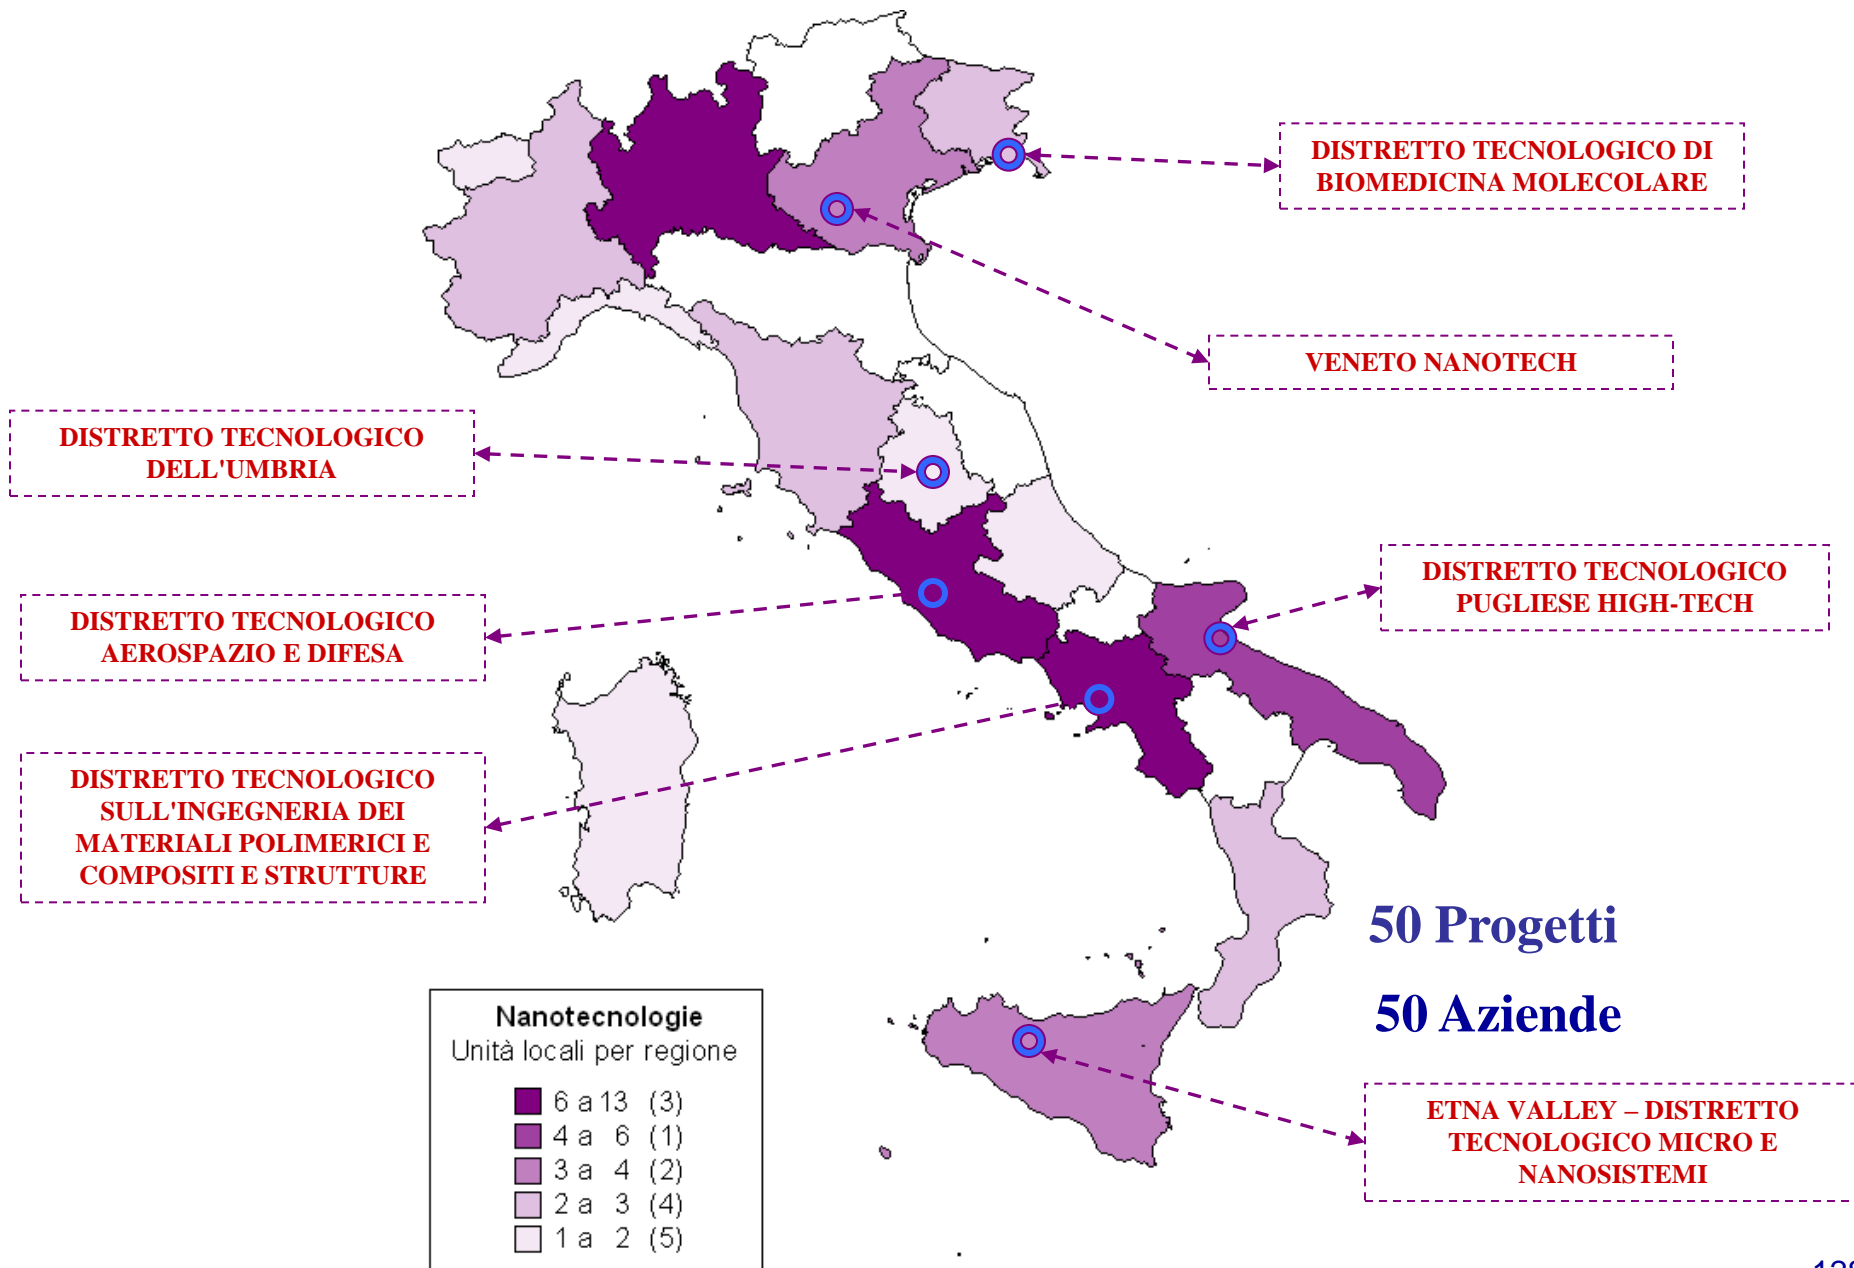 DISTRETTO TECNOLOGICO DI
BIOMEDICINA MOLECOLARE
VENETO NANOTECH
DISTRETTO TECNOLOGICO
DELL'UMBRIA
DISTRETTO TECNOLOGICO
PUGLIESE HIGH-TECH
DISTRETTO TECNOLOGICO
AEROSPAZIO E DIFESA
DISTRETTO TECNOLOGICO
SULL'INGEGNERIA DEI
MATERIALI POLIMERICI E
COMPOSITI E STRUTTURE
50 Progetti
50 Aziende
Nanotecnologie
Unità locali per regione
6 a 13 (3)
4 a 6 (1)
3 a 4 (2)
2 a 3 (4)
1 a 2 (5)
ETNA VALLEY – DISTRETTO
TECNOLOGICO MICRO E
NANOSISTEMI